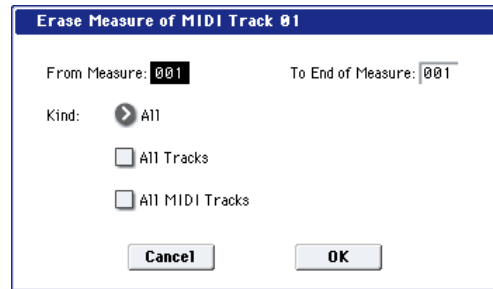 Erase Measure of MIDI Track 01
From Measure: 001 To End of Measure: 001
Kind: All
All Tracks
All MIDI Tracks
Cancel OK